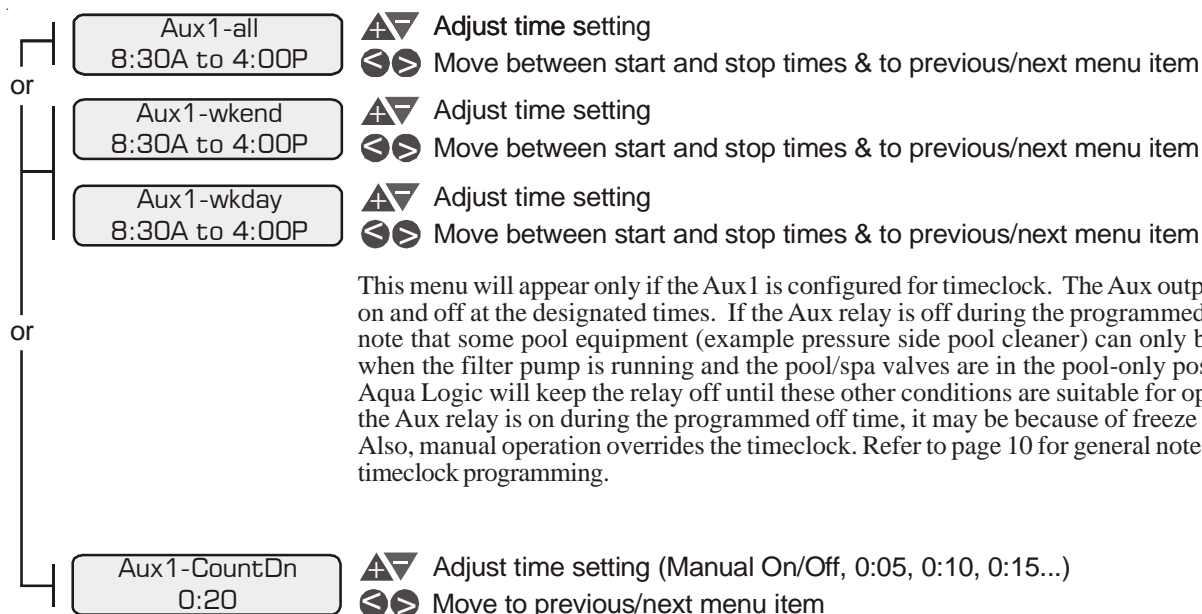 Aux1-all
8:30A to 4:00P
Adjust time setting
Move between start and stop times & to previous/next menu item
or
Aux1-wkend
8:30A to 4:00P
Adjust time setting
Move between start and stop times & to previous/next menu item
Aux1-wkday
8:30A to 4:00P
Adjust time setting
Move between start and stop times & to previous/next menu item
This menu will appear only if the Aux1 is configured for timeclock. The Aux outp
on and off at the designated times. If the Aux relay is off during the programmed
or
note that some pool equipment (example pressure side pool cleaner) can only b
when the filter pump is running and the pool/spa valves are in the pool-only pos
Aqua Logic will keep the relay off until these other conditions are suitable for op
the Aux relay is on during the programmed off time, it may be because of freeze
Also, manual operation overrides the timeclock. Refer to page 10 for general note
timeclock programming.
Aux1-CountDn
0:20
Adjust time setting (Manual On/Off, 0:05, 0:10, 0:15...)
Move to previous/next menu item